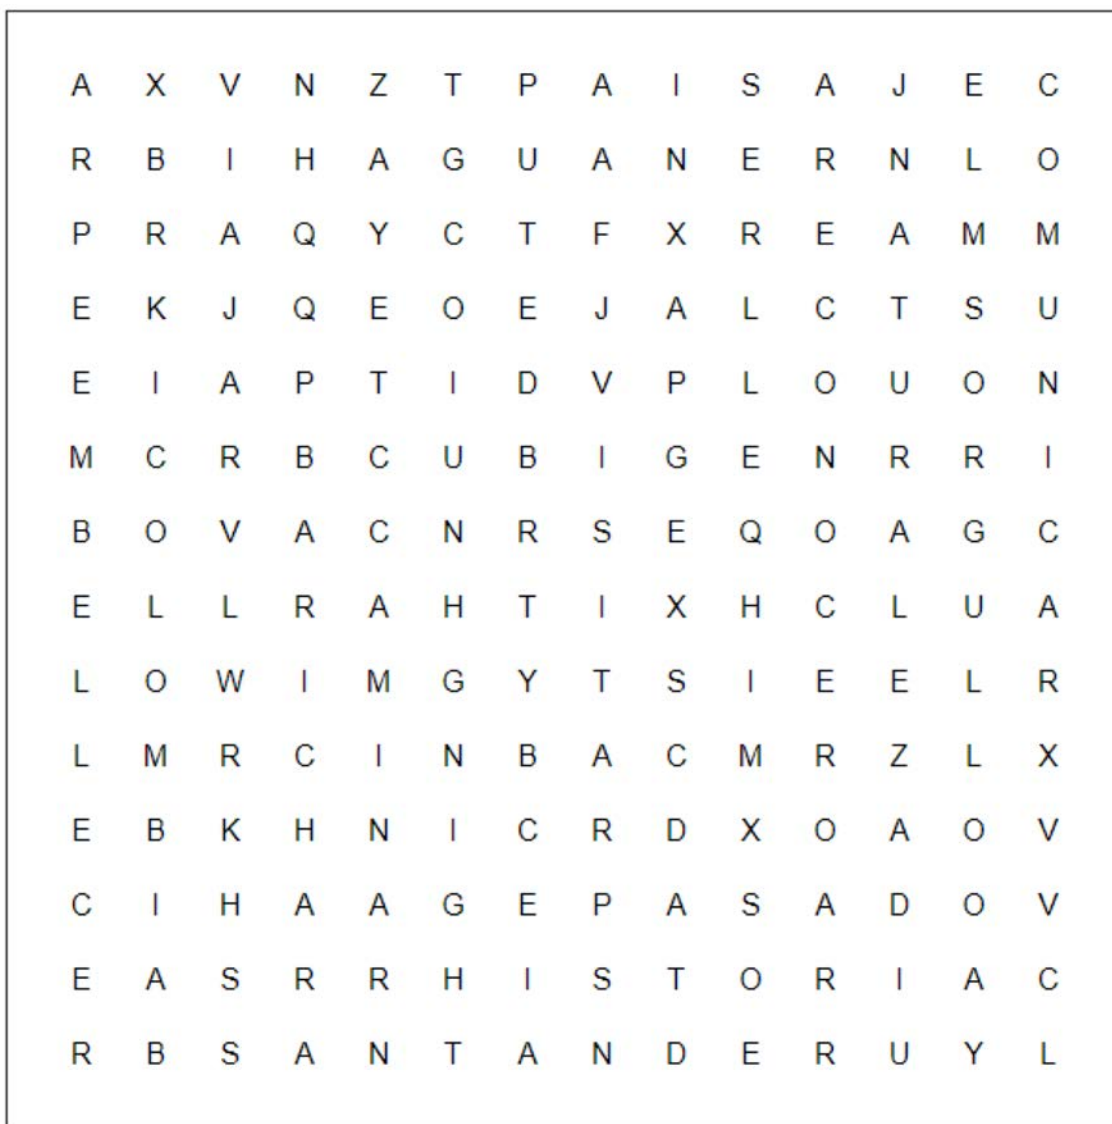 A X V N Z T P A I S A J E C
R B I H A G U A N E R N L O
P R A Q Y C T F X R E A M M
E K J Q E O E J A L C T S U
E I A P T I D V P L O U O N
M C R B C U B I G E N R R I
B O V A C N R S E Q O A G C
E L L R A H T I X H C L U A
L O W I M G Y T S I E E L R
L M R C I N B A C M R Z L X
E B K H N I C R D X O A O V
C I H A A G E P A S A D O V
E A S R R H I S T O R I A C
R B S A N T A N D E R U Y L